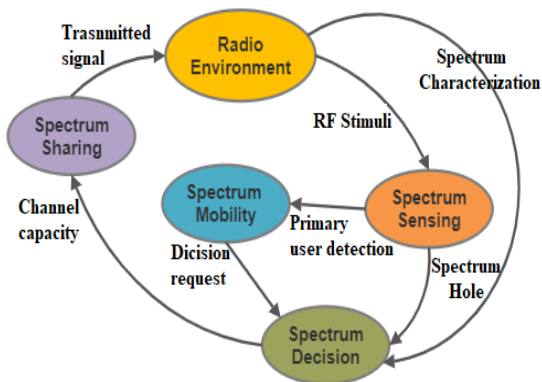 Trasnmitted
signal
Radio
Environment
Spectrum
Characterization
RF Stimuli
Spectrum
Sharing
Spectrum
Mobility
Spectrum
Sensing
Channel
capacity
Primary
user detection
Dicision
request
Spectrum
Hole
Spectrum
Decision